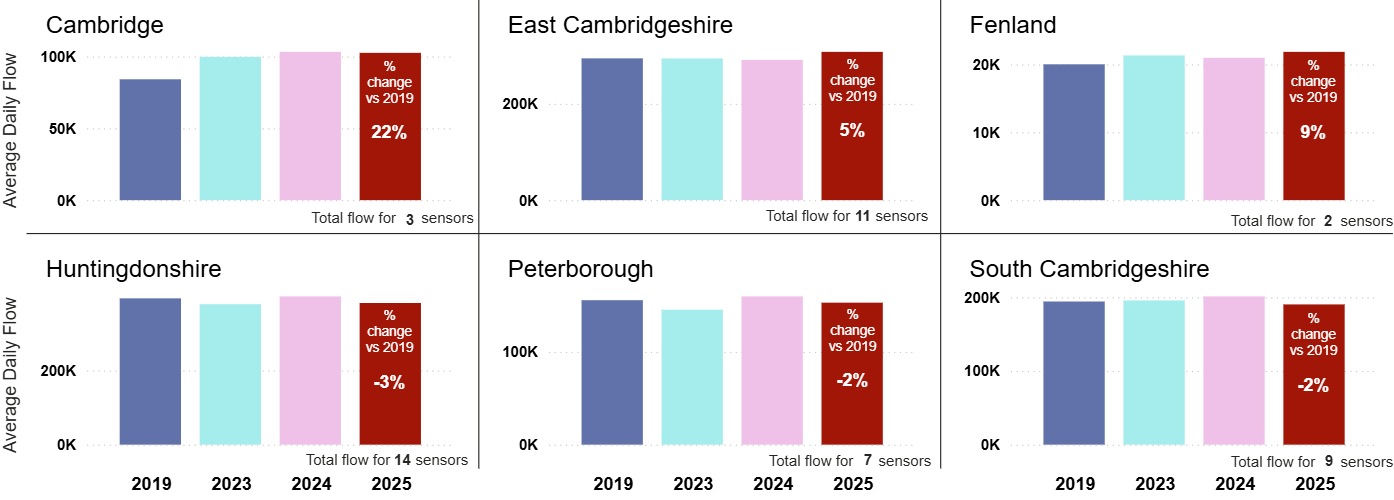 Cambridge
East Cambridgeshire
Fenland
Average Daily Flow
100K
50K
0K
%
change
vs 2019
22%
Total flow for 3 sensors
200K
0K
%
change
vs 2019
5%
Total flow for 11 sensors
20K
10K
0K
%
change
vs 2019
9%
Total flow for 2 sensors
Huntingdonshire
Peterborough
South Cambridgeshire
Average Daily Flow
200K
0K
%
change
vs 2019
-3%
Total flow for 14 sensors
100K
0K
%
change
vs 2019
-2%
Total flow for 7 sensors
200K
100K
0K
%
change
vs 2019
-2%
Total flow for 9 sensors
2019 2023 2024 2025
2019 2023 2024 2025
2019 2023 2024 2025